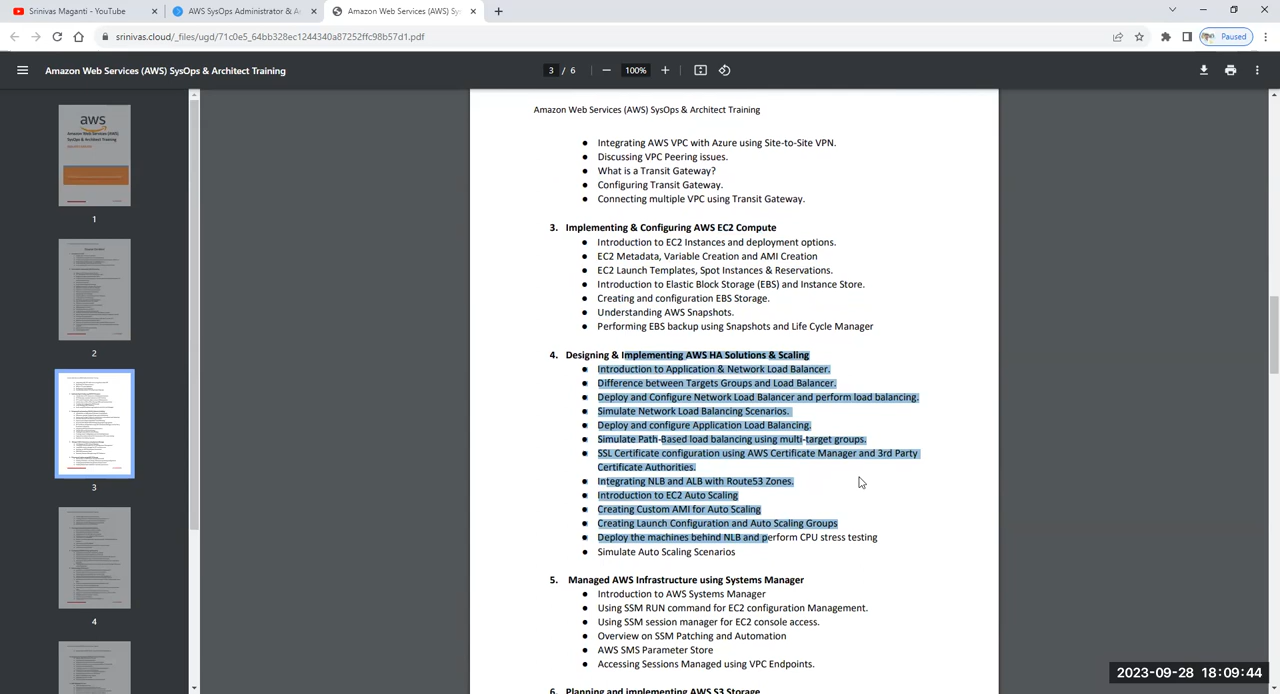 Srinivas Maganti - YouTube
AWS SysOps Administrator & A
Amazon Web Services (AWS) Sys
srinivas.cloud/_files/ugd/71c0e5_64bb328ec1244340a87252ffc98b57d1.pdf
Paused
Amazon Web Services (AWS) SysOps & Architect Training
3 / 6
100%
aws
Amazon Web Services (AWS)
SysOps & Architect Training
1
2
3
4
Amazon Web Services (AWS) SysOps & Architect Training
● Integrating AWS VPC with Azure using Site-to-Site VPN.
● Discussing VPC Peering issues.
● What is a Transit Gateway?
● Configuring Transit Gateway.
● Connecting multiple VPC using Transit Gateway.
3. Implementing & Configuring AWS EC2 Compute
● Introduction to EC2 Instances and deployment options.
● EC2 Metadata, Variable Creation and AMI Creation
● EC2 Launch Templates, Spot Instances & Reservations.
● Introduction to Elastic Block Storage (EBS) and Instance Store.
● Creating and configuration EBS Storage.
● Understanding AWS Snapshots.
● Performing EBS backup using Snapshots and Life Cycle Manager
4. Designing & Implementing AWS HA Solutions & Scaling
● Introduction to Application & Network Load Balancer.
● Difference between Targets Groups and Load Balancer.
● Deploy and Configure Network Load Balancer and perform load balancing.
● Simulate Network Load Balancing Scenarios.
● Deploy and configure Application Load Balancing.
● Simulate Path-Based load balancing using multi-target groups.
● SSL Certificate configuration using AWS Certificate Manager and 3rd Party
Certificate Authorities.
● Integrating NLB and ALB with Route53 Zones.
● Introduction to EC2 Auto Scaling
● Creating Custom AMI for Auto Scaling
● Creating Launch Configuration and Auto Scaling Groups
● Deploy the machines behind NLB and perform CPU stress testing
● Simulate Auto Scaling Scenarios
5. Managed AWS Infrastructure using Systems Manager
● Introduction to AWS Systems Manager
● Using SSM RUN command for EC2 configuration Management.
● Using SSM session manager for EC2 console access.
● Overview on SSM Patching and Automation
● AWS SMS Parameter Store
● Accessing Sessions Managed using VPC Endpoints.
6. Planning and implementing AWS S3 Storage
2023-09-28 18:09:44